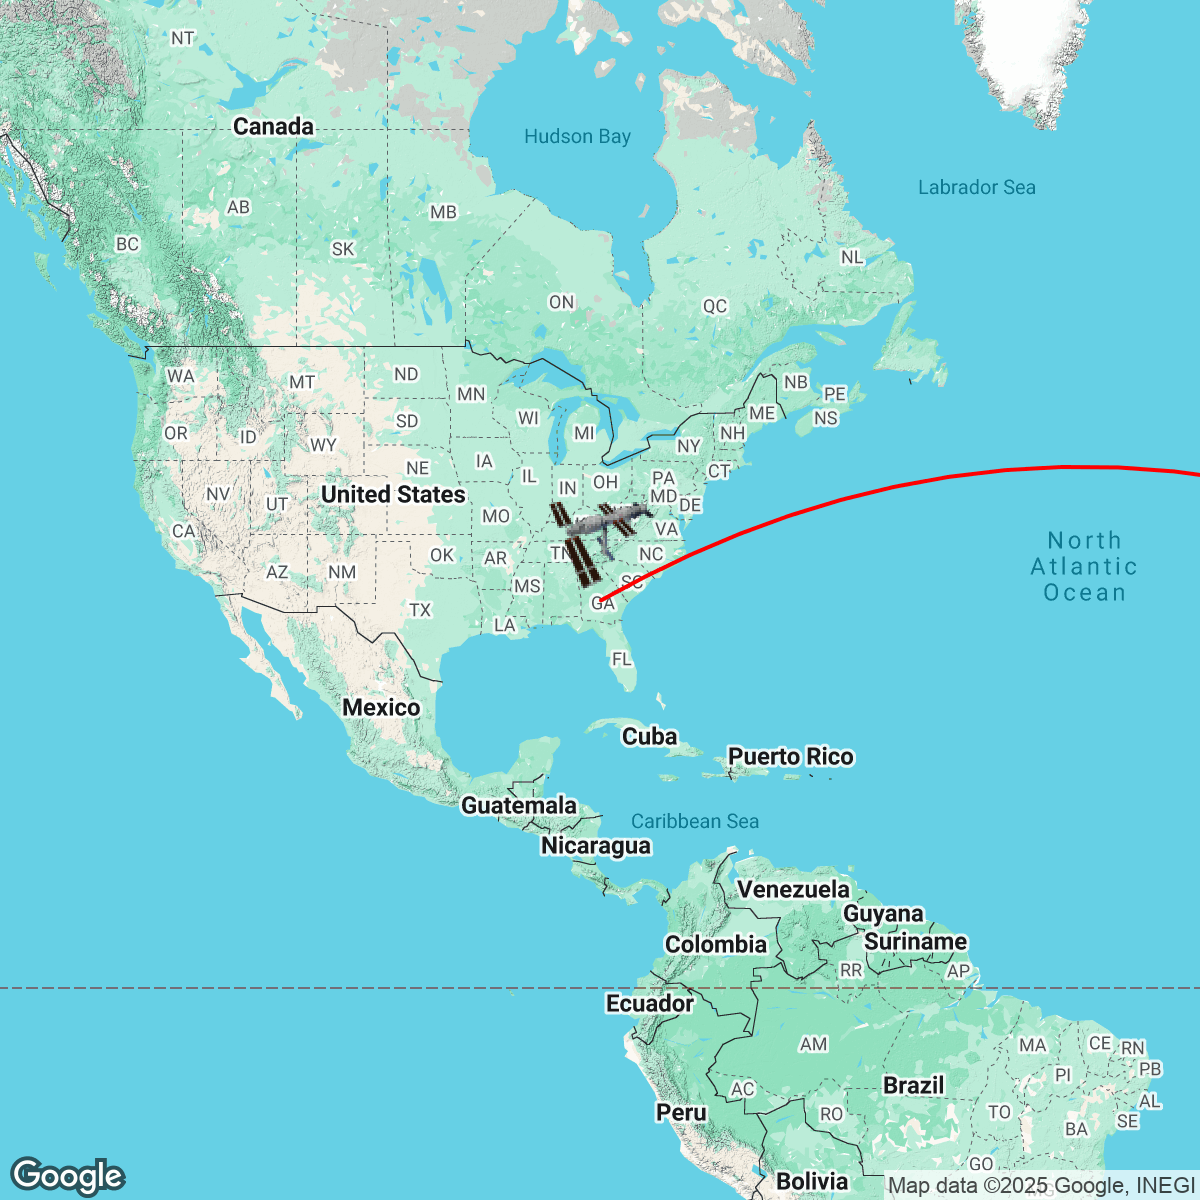 NT
Canada
Hudson Bay
Labrador Sea
AB
MB
BC
SK
NL
ON
QC
WA
MT
ND
MN
NB
PE
ME
NS
OR
ID
WY
SD
WI
MI
NH
NY
NE
IA
IL
IN
OH
PA
CT
NV
UT
United States
MO
MD
DE
CA
VA
AZ
NM
OK
AR
TN
NC
North
Atlantic
Ocean
MS
SC
TX
LA
GA
FL
Mexico
Cuba
Puerto Rico
Guatemala
Caribbean Sea
Nicaragua
Venezuela
Guyana
Colombia
Suriname
RR
AP
Ecuador
AM
MA
CE
RN
PI
PB
AC
Brazil
AL
Peru
RO
TO
SE
BA
GO
Bolivia
Google
Map data ©2025 Google, INEGI